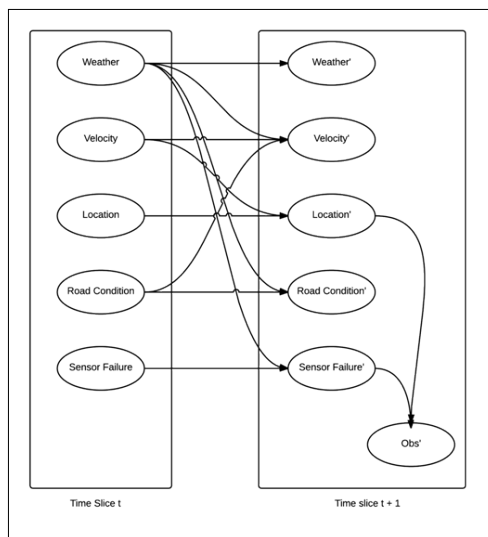 Weather
Weather'
Velocity
Velocity'
Location
Location'
Road Condition
Road Condition'
Sensor Failure
Sensor Failure'
Obs'
Time Slice t
Time slice t + 1